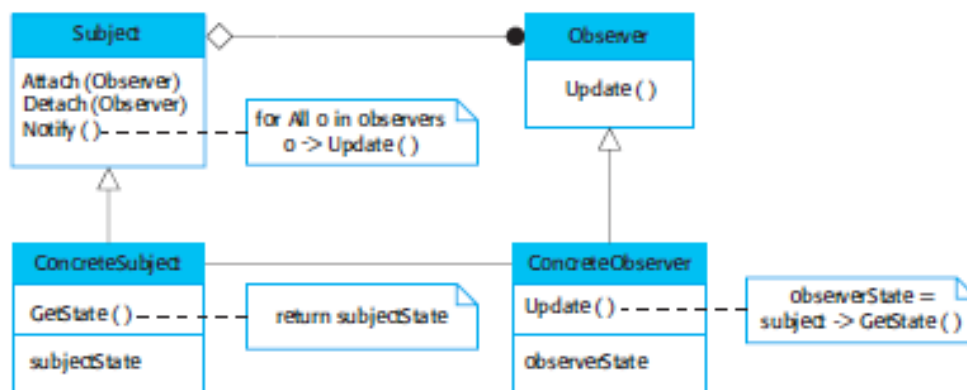 Subject
Observer
Attach (Observer)
Detach (Observer)
Notify ( )
for All o in observers
o -> Update ( )
Update ( )
ConcreteSubject
ConcreteObserver
GetState ( )
return subjectState
Update ( )
observerState =
subject -> GetState ( )
subjectState
observerState